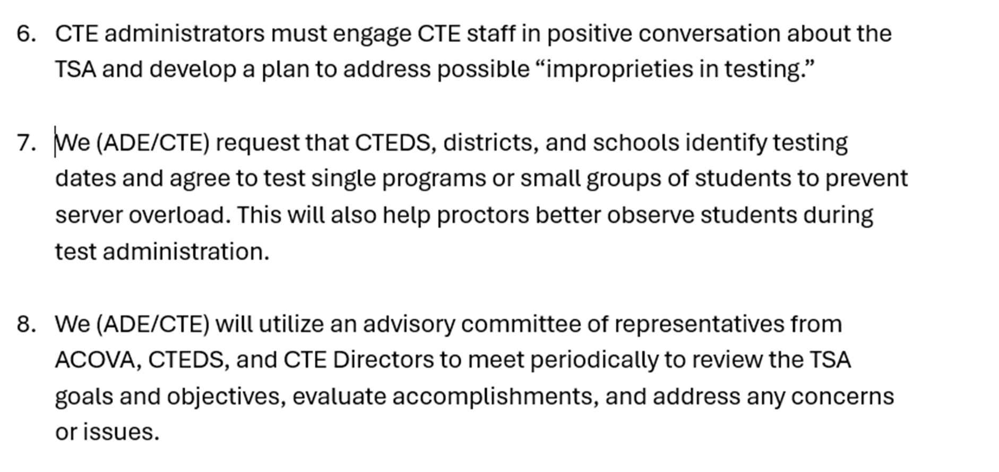 6. CTE administrators must engage CTE staff in positive conversation about the
TSA and develop a plan to address possible “improprieties in testing.”
7. We (ADE/CTE) request that CTEDS, districts, and schools identify testing
dates and agree to test single programs or small groups of students to prevent
server overload. This will also help proctors better observe students during
test administration.
8. We (ADE/CTE) will utilize an advisory committee of representatives from
ACOVA, CTEDS, and CTE Directors to meet periodically to review the TSA
goals and objectives, evaluate accomplishments, and address any concerns
or issues.